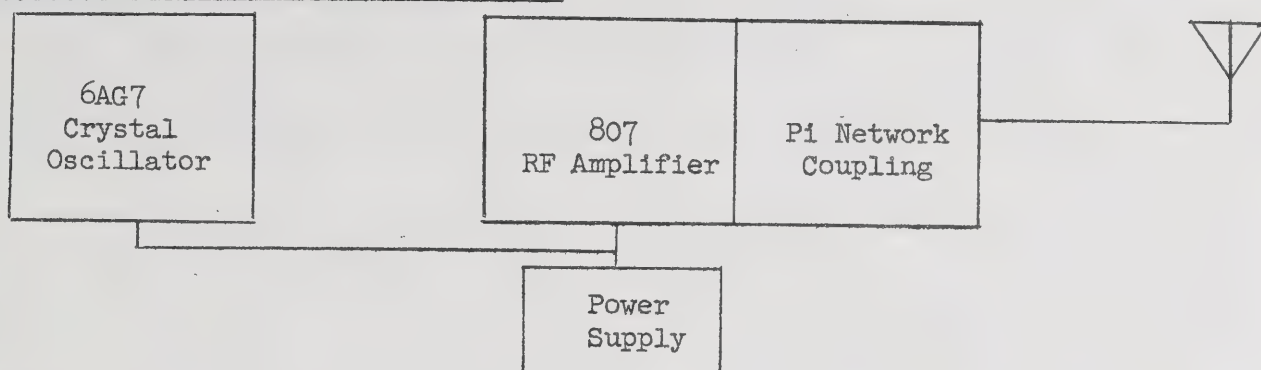 6AG7
Crystal
Oscillator
807
RF Amplifier
Pi Network
Coupling
Power
Supply